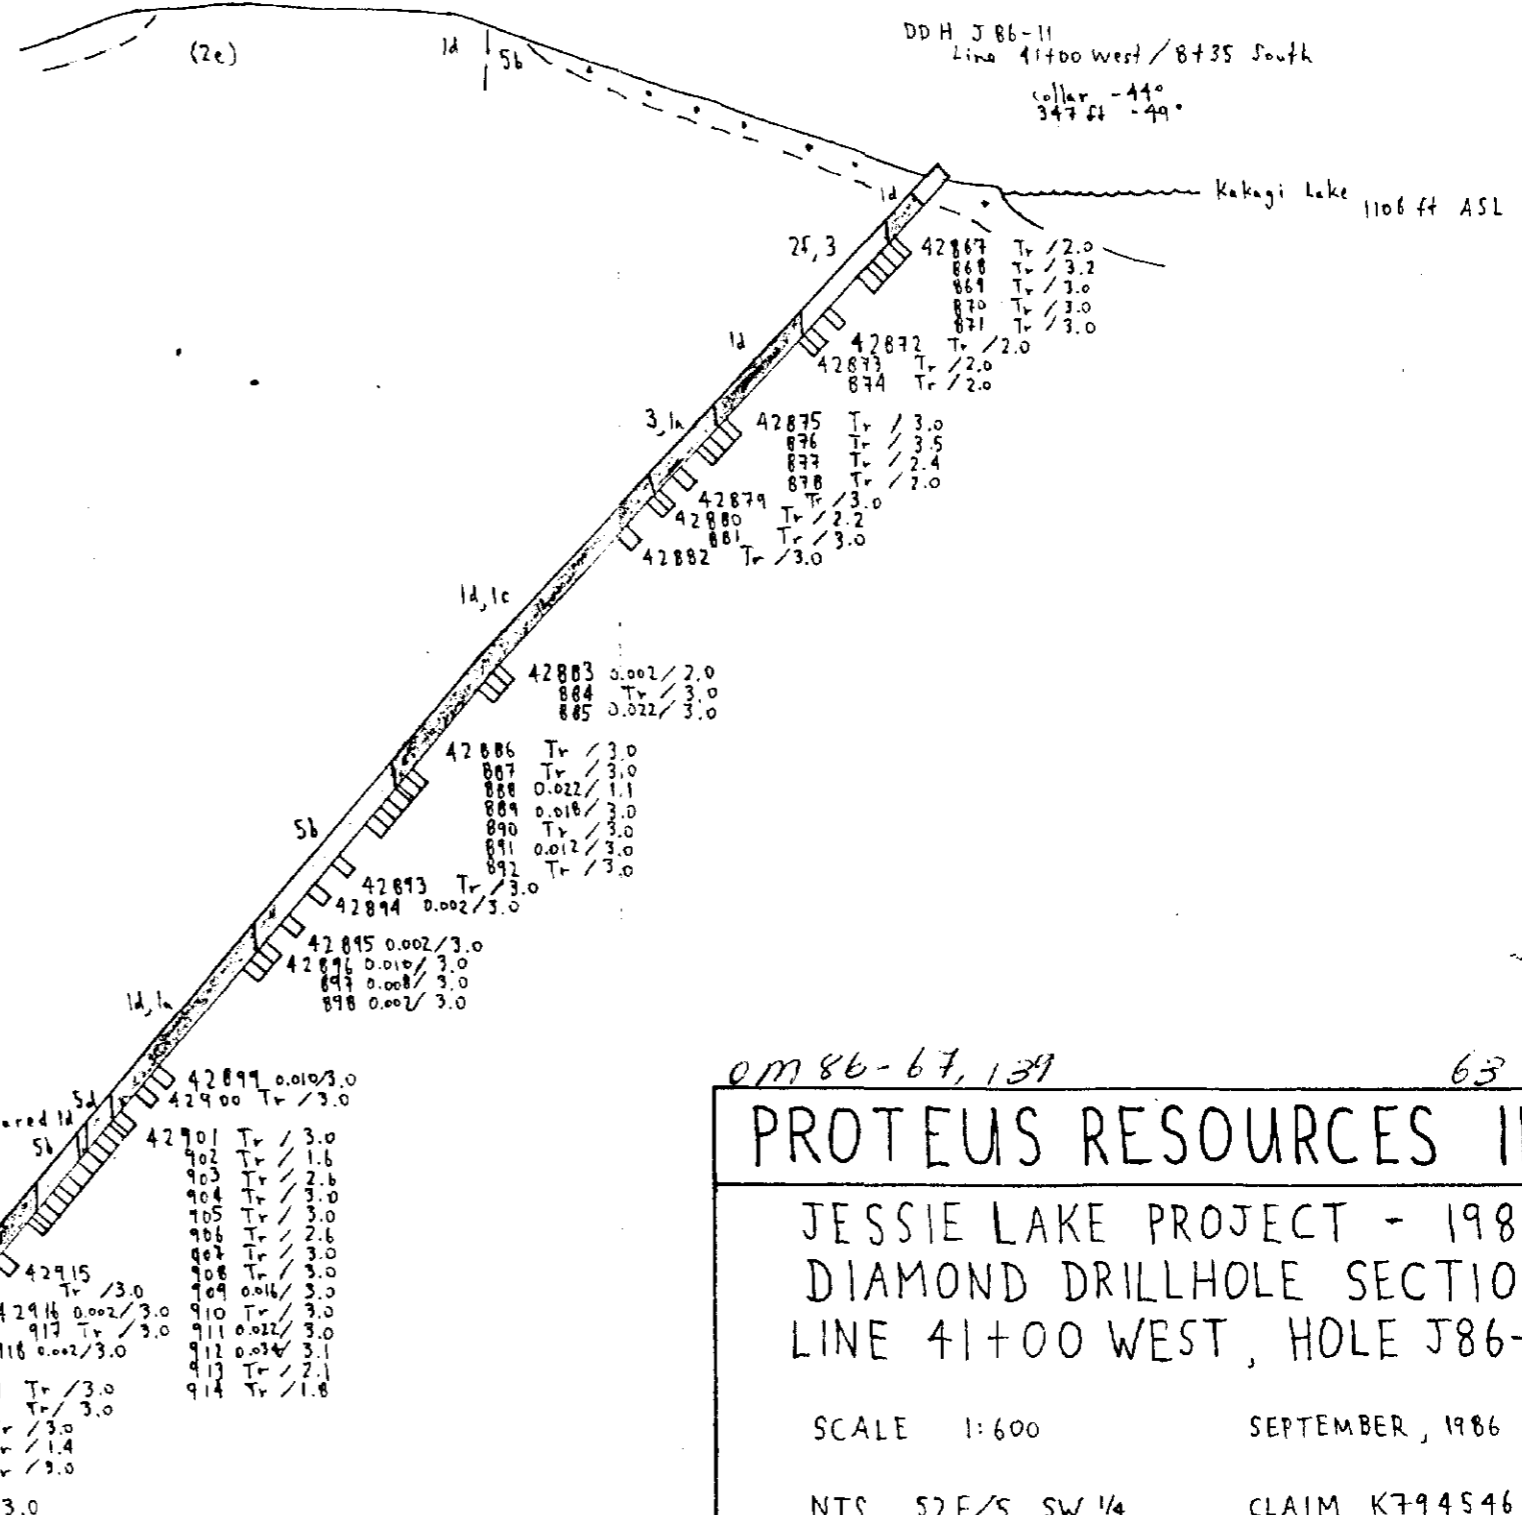 DDH J86-11
Line 41+00 West / 8+35 South
Collar -44°
347 ft -49°
(2e)
1d
5b
Kakagi Lake 1106 ft ASL
1d
2f, 3
42867 Tr / 2.0
868 Tr / 3.2
869 Tr / 3.0
870 Tr / 3.0
871 Tr / 3.0
1d
42872 Tr / 2.0
42873 Tr / 2.0
874 Tr / 2.0
3, 1a
42875 Tr / 3.0
876 Tr / 3.5
877 Tr / 2.4
878 Tr / 2.0
42879 Tr / 3.0
42880 Tr / 2.2
881 Tr / 3.0
42882 Tr / 3.0
1d, 1c
42883 0.002 / 2.0
884 Tr / 3.0
885 0.022 / 3.0
42886 Tr / 3.0
887 Tr / 3.0
888 0.022 / 1.1
889 0.018 / 3.0
890 Tr / 3.0
891 0.012 / 3.0
892 Tr / 3.0
5b
42893 Tr / 3.0
42894 0.002 / 3.0
42895 0.002 / 3.0
42896 0.010 / 3.0
897 0.008 / 3.0
898 0.002 / 3.0
1d, 1a
42899 0.010/3.0
42900 Tr / 3.0
5d
ared 1d
5b
42901 Tr / 3.0
902 Tr / 1.6
903 Tr / 2.6
904 Tr / 3.0
905 Tr / 3.0
906 Tr / 2.6
907 Tr / 3.0
908 Tr / 3.0
909 0.016 / 3.0
910 Tr / 3.0
911 0.022 / 3.0
912 0.034 / 3.1
913 Tr / 2.1
914 Tr / 1.8
42915
Tr / 3.0
42916 0.002 / 3.0
917 Tr / 3.0
918 0.002/3.0
Tr / 3.0
Tr / 3.0
r / 3.0
r / 1.4
r / 3.0
3.0
OM 86-67, 139
63
PROTEUS RESOURCES I
JESSIE LAKE PROJECT - 198
DIAMOND DRILLHOLE SECTIO
LINE 41+00 WEST, HOLE J86-
SCALE 1:600
SEPTEMBER, 1986
NTS 52F/5 SW 1/4
CLAIM K794546